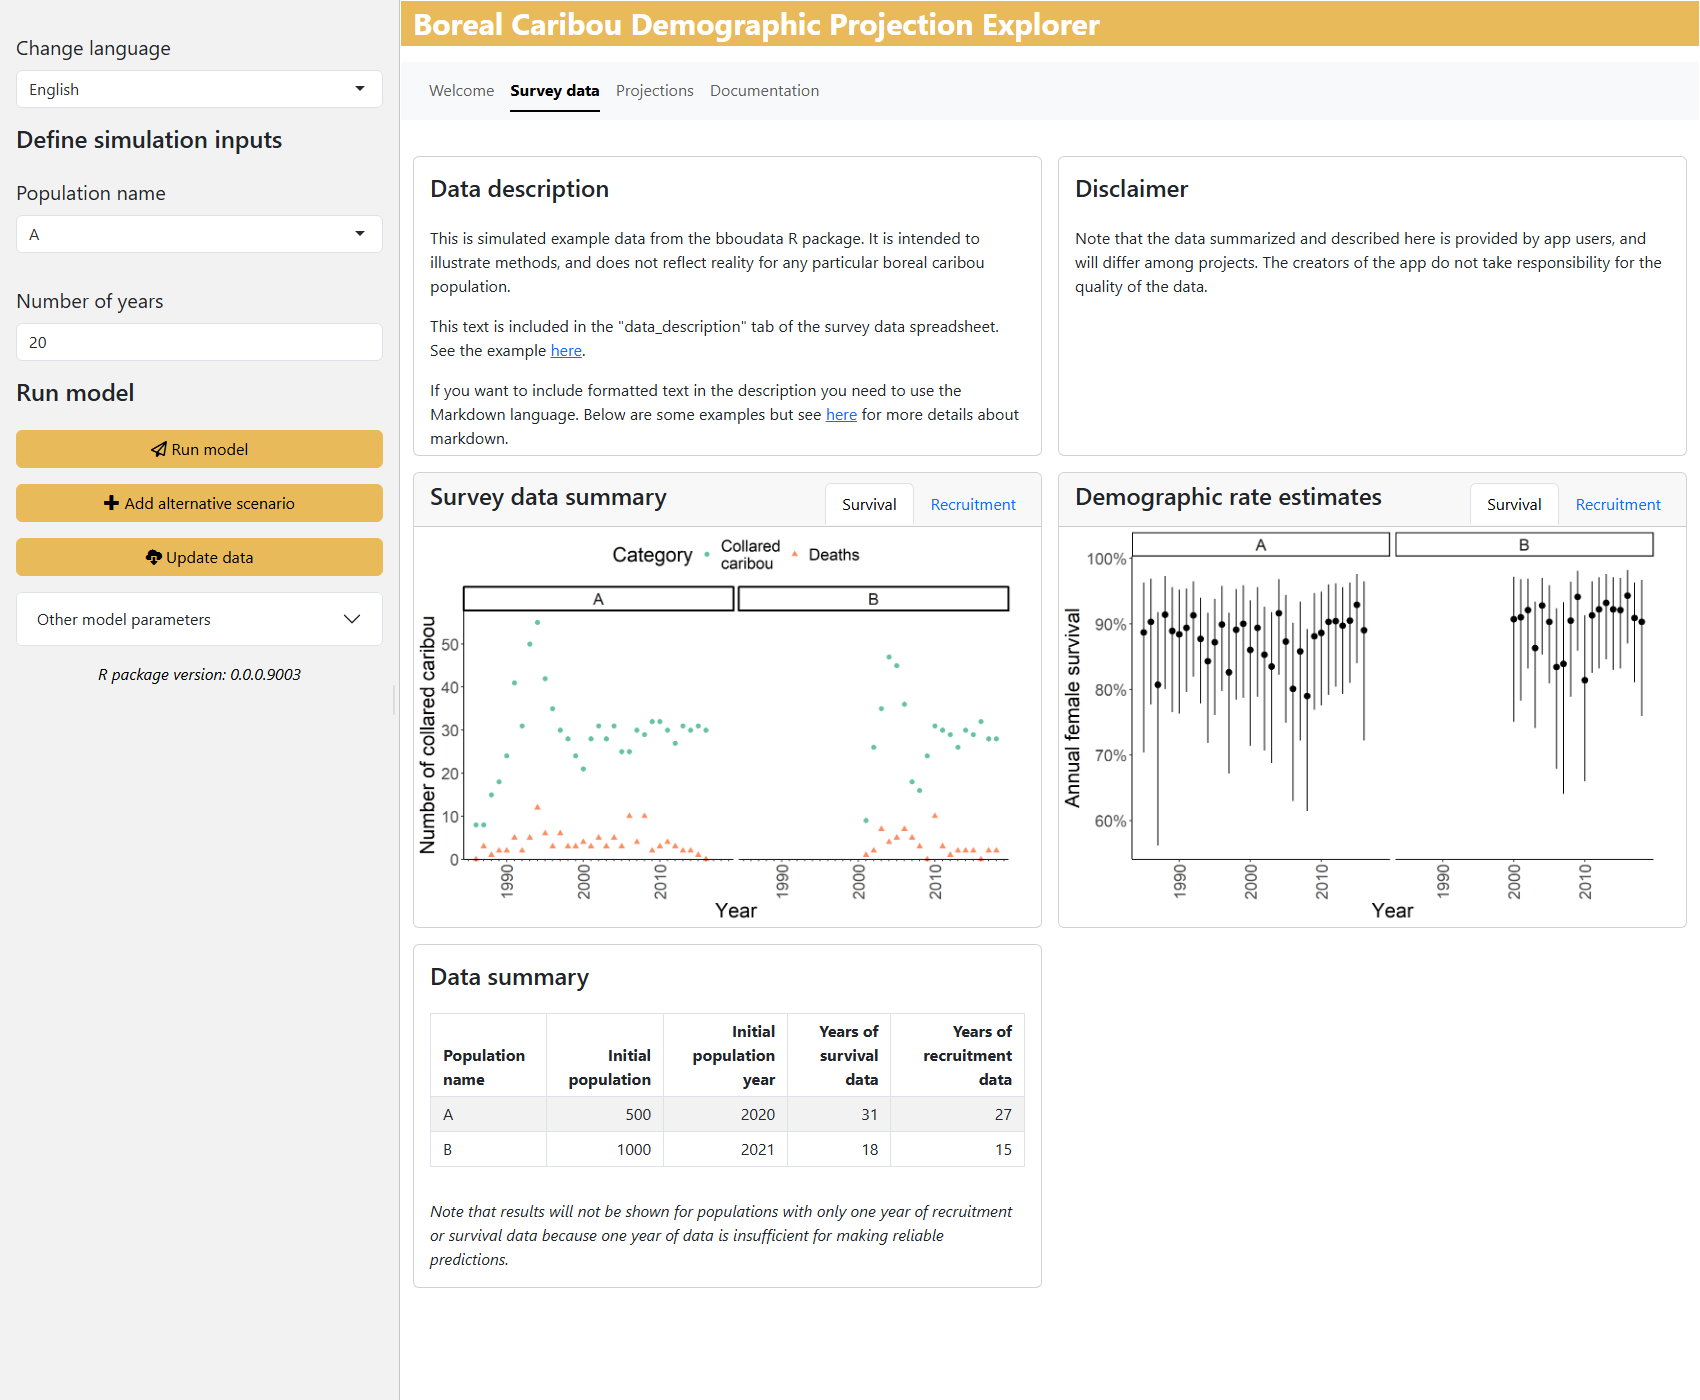 Change language
English
Define simulation inputs
Population name
A
Number of years
20
Run model
Run model
Add alternative scenario
Update data
Other model parameters
R package version: 0.0.0.9003
Boreal Caribou Demographic Projection Explorer
Welcome Survey data Projections Documentation
Data description
This is simulated example data from the bboudata R package. It is intended to
illustrate methods, and does not reflect reality for any particular boreal caribou
population.
This text is included in the "data_description" tab of the survey data spreadsheet.
See the example here.
If you want to include formatted text in the description you need to use the
Markdown language. Below are some examples but see here for more details about
markdown.
Disclaimer
Note that the data summarized and described here is provided by app users, and
will differ among projects. The creators of the app do not take responsibility for the
quality of the data.
Survey data summary
Survival Recruitment
Category Collared
caribou Deaths
A B
Number of collared caribou
50
40
30
20
10
0
1990 2000 2010 1990 2000 2010
Year
Demographic rate estimates
Survival Recruitment
A B
Annual female survival
100%
90%
80%
70%
60%
1990 2000 2010 1990 2000 2010
Year
Data summary
Population name Initial population Initial population year Years of survival data Years of recruitment data
A 500 2020 31 27
B 1000 2021 18 15
Note that results will not be shown for populations with only one year of recruitment
or survival data because one year of data is insufficient for making reliable
predictions.